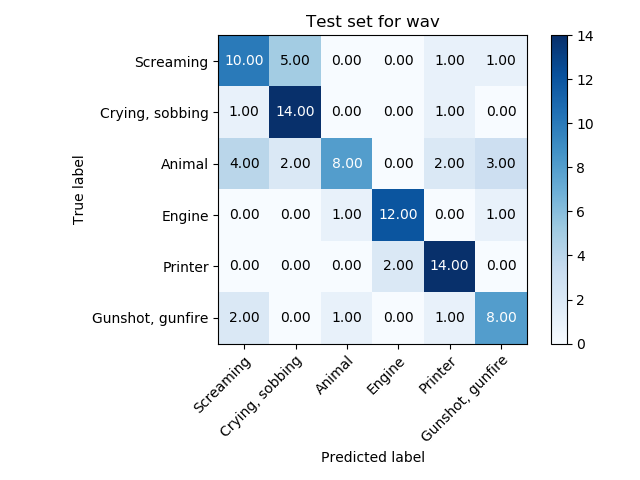 Test set for wav
Screaming 10.00 5.00 0.00 0.00 1.00 1.00
Crying, sobbing 1.00 14.00 0.00 0.00 1.00 0.00
Animal 4.00 2.00 8.00 0.00 2.00 3.00
Engine 0.00 0.00 1.00 12.00 0.00 1.00
Printer 0.00 0.00 0.00 2.00 14.00 0.00
Gunshot, gunfire 2.00 0.00 1.00 0.00 1.00 8.00
True label
Screaming
Crying, sobbing
Animal
Engine
Printer
Gunshot, gunfire
Predicted label
14
12
10
8
6
4
2
0